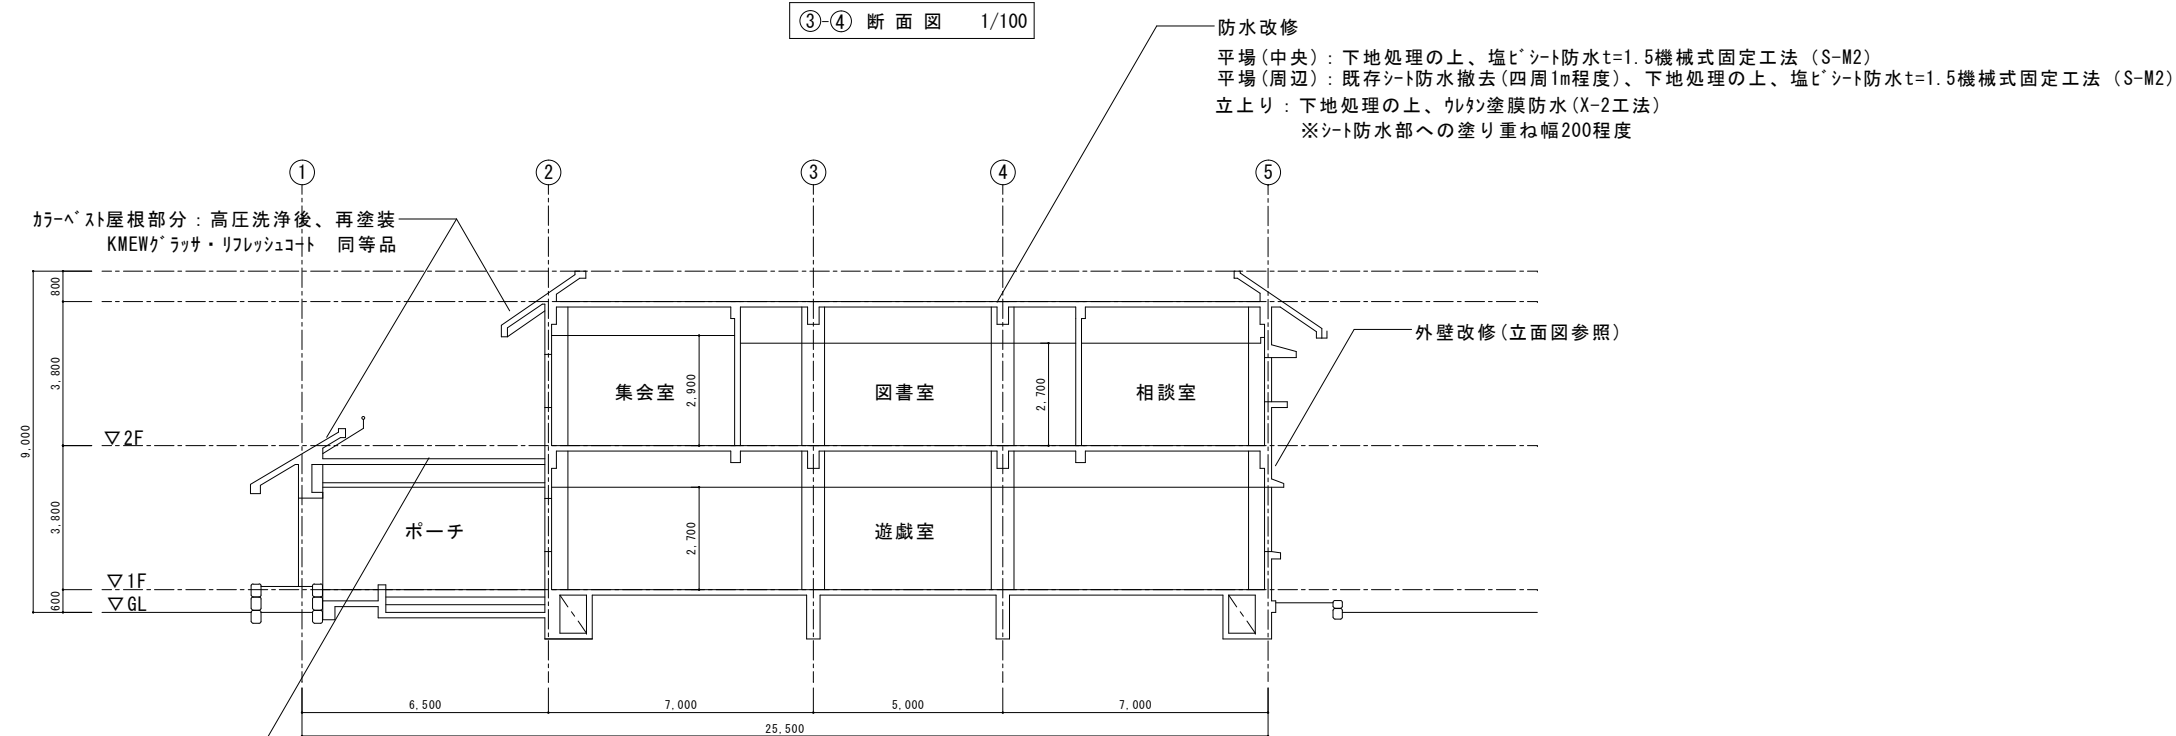 ③-④ 断面図 1/100
防水改修
平場(中央)：下地処理の上、塩ﾋﾞｼｰﾄ防水t=1.5機械式固定工法（S-M2）
平場(周辺)：既存ｼｰﾄ防水撤去(四周1m程度)、下地処理の上、塩ﾋﾞｼｰﾄ防水t=1.5機械式固定工法（S-M2）
立上り：下地処理の上、ｳﾚﾀﾝ塗膜防水(X-2工法)
※ｼｰﾄ防水部への塗り重ね幅200程度
① ② ③ ④ ⑤
ｶﾗｰﾍﾞｽﾄ屋根部分：高圧洗浄後、再塗装
KMEWｸﾞﾗｯｻ・ﾘﾌﾚｯｼｭｺｰﾄ 同等品
外壁改修(立面図参照)
800
3,800
3,800
600
9,000
集会室
2,900
図書室
2,700
相談室
▽2F
ポーチ
2,700
遊戯室
▽1F
▽GL
6,500 7,000 5,000 7,000
25,500